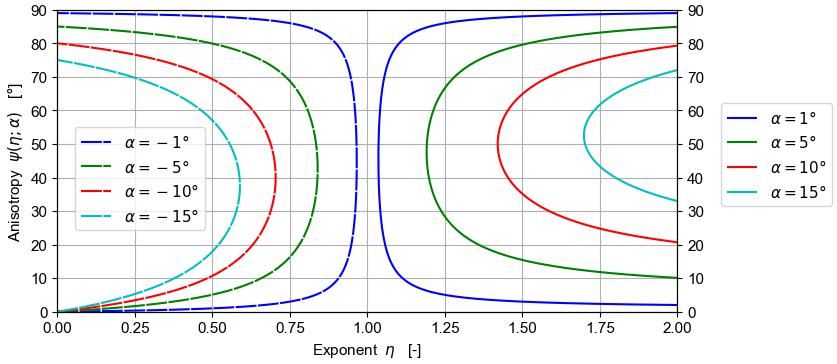 90
80
70
60
50
40
30
20
10
0
Anisotropy ψ(η; α) [°]
α = − 1°
α = − 5°
α = − 10°
α = − 15°
90
80
70
60
50
40
30
20
10
0
α = 1°
α = 5°
α = 10°
α = 15°
0.00 0.25 0.50 0.75 1.00 1.25 1.50 1.75 2.00
Exponent η [-]